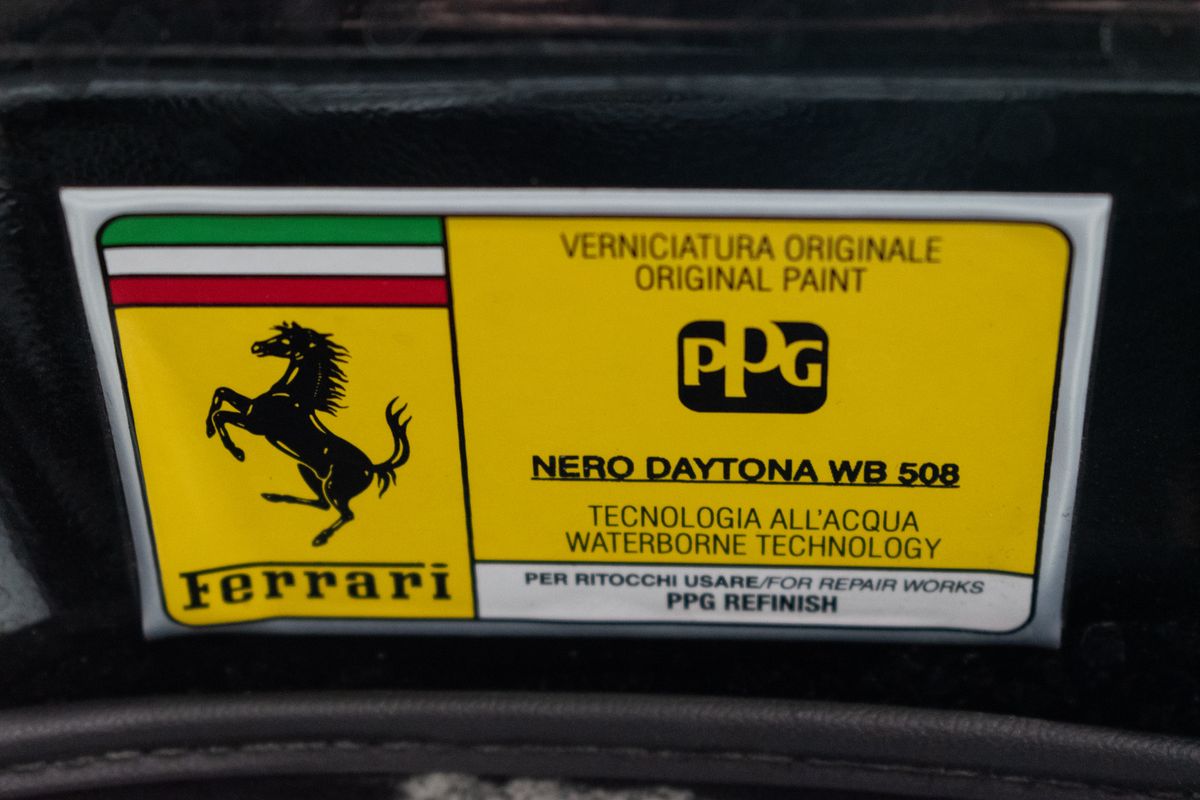 Ferrari
VERNICIATURA ORIGINALE
ORIGINAL PAINT
PPG
NERO DAYTONA WB 508
TECNOLOGIA ALL'ACQUA
WATERBORNE TECHNOLOGY
PER RITOCCHI USARE/FOR REPAIR WORKS
PPG REFINISH